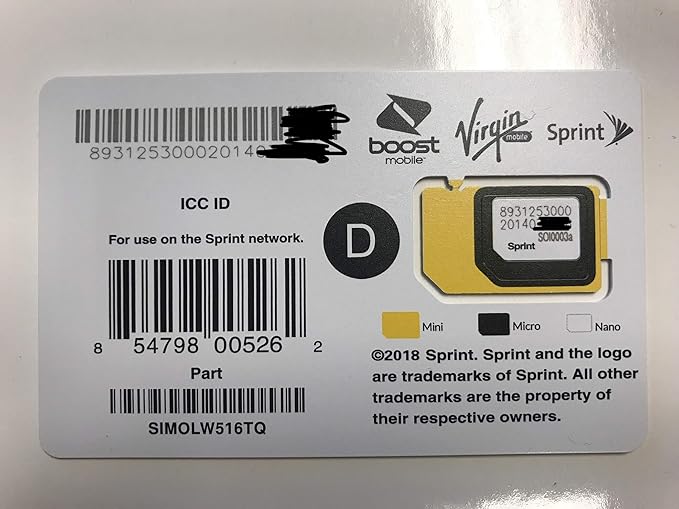 89312530002014
ICC ID
For use on the Sprint network.
8 54798 00526 2
Part
SIMOLW516TQ
D
boost
mobile
Virgin
mobile
Sprint
8931253000
20140
SOI0003a
Sprint
Mini
Micro
Nano
©2018 Sprint. Sprint and the logo
are trademarks of Sprint. All other
trademarks are the property of
their respective owners.